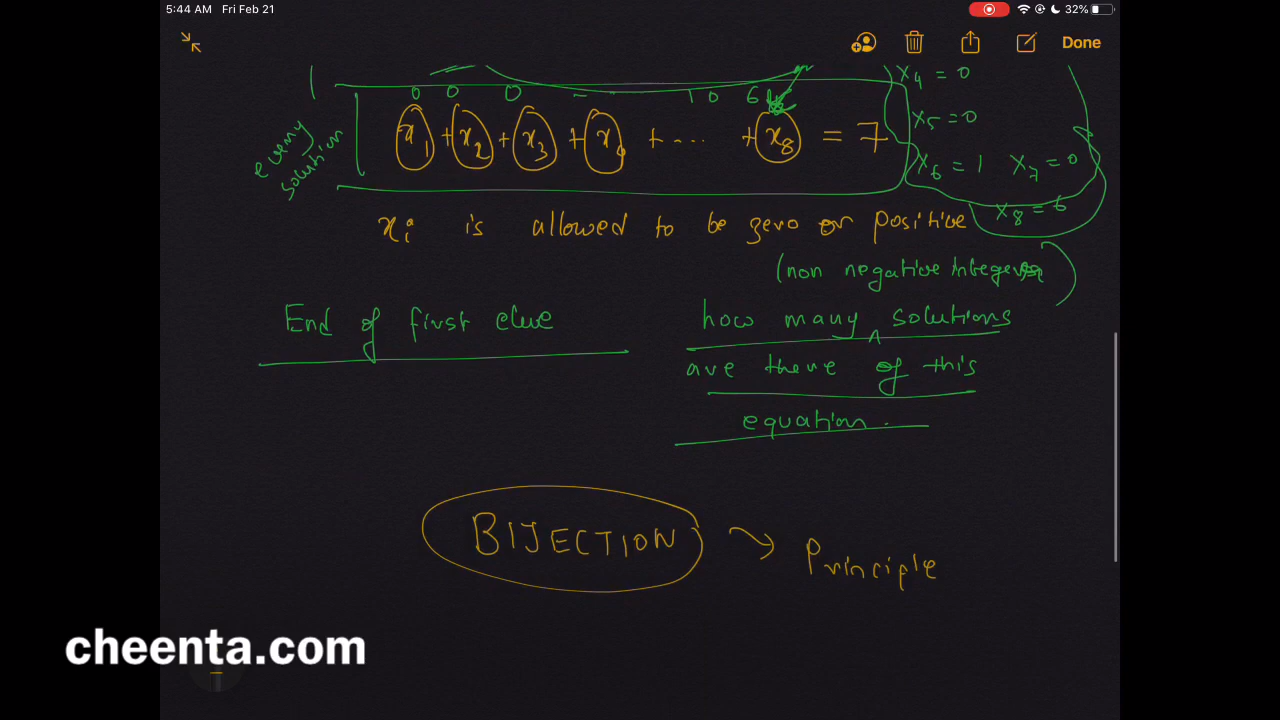 5:44 AM Fri Feb 21
32%
Done
x4 = 0
0 0 0 - - 1 0 6
x5 = 0
every
solution
x1 + x2 + x3 + x + ... + x8 = 7
x6 = 1 x7 = 0
x8 = 6
xi is allowed to be zero or positive
(non negative integers)
End of first clue
how many solutions
are there of this
equation.
BIJECTION
Principle
cheenta.com